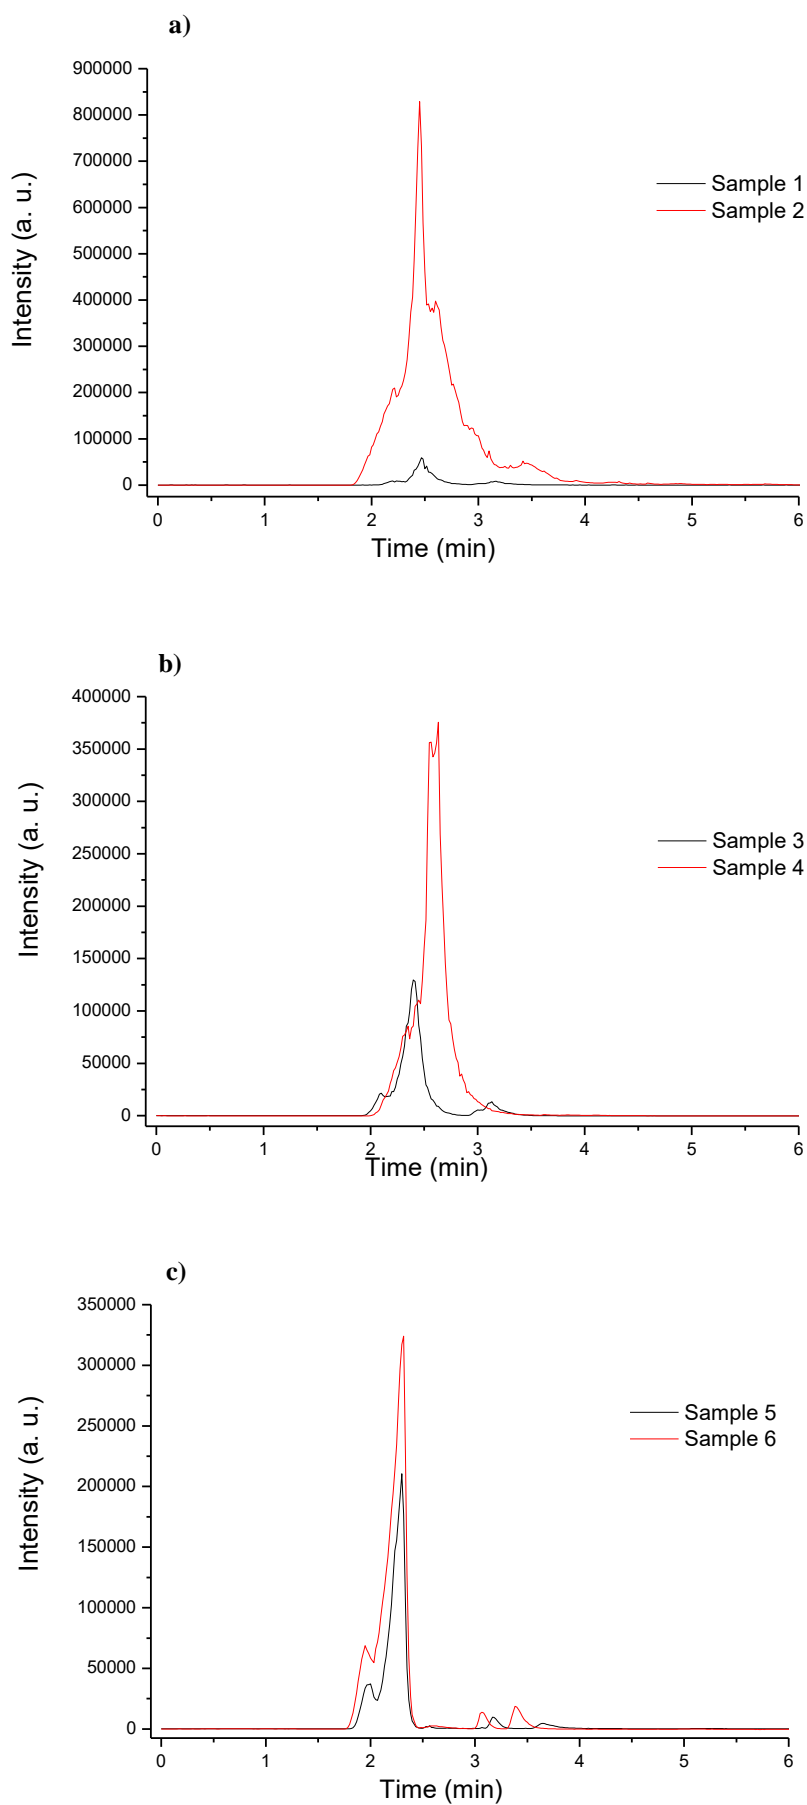 a)
900000
800000
700000
600000
500000
400000
300000
200000
100000
0
Intensity (a. u.)
Sample 1
Sample 2
0 1 2 3 4 5 6
Time (min)
b)
400000
350000
300000
250000
200000
150000
100000
50000
0
Intensity (a. u.)
Sample 3
Sample 4
0 1 2 3 4 5 6
Time (min)
c)
350000
300000
250000
200000
150000
100000
50000
0
Intensity (a. u.)
Sample 5
Sample 6
0 1 2 3 4 5 6
Time (min)